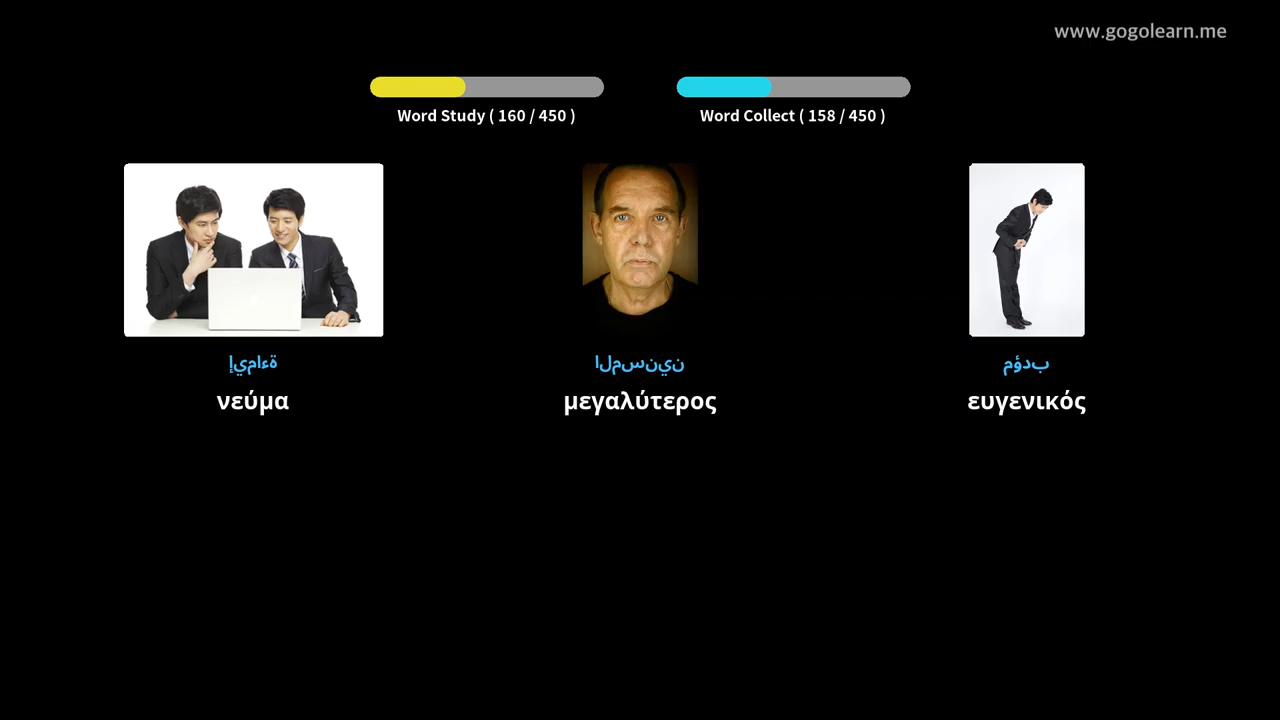 www.gogolearn.me
Word Study ( 160 / 450 )
Word Collect ( 158 / 450 )
إيماءة
المسنين
مؤدب
νεύμα
μεγαλύτερος
ευγενικός